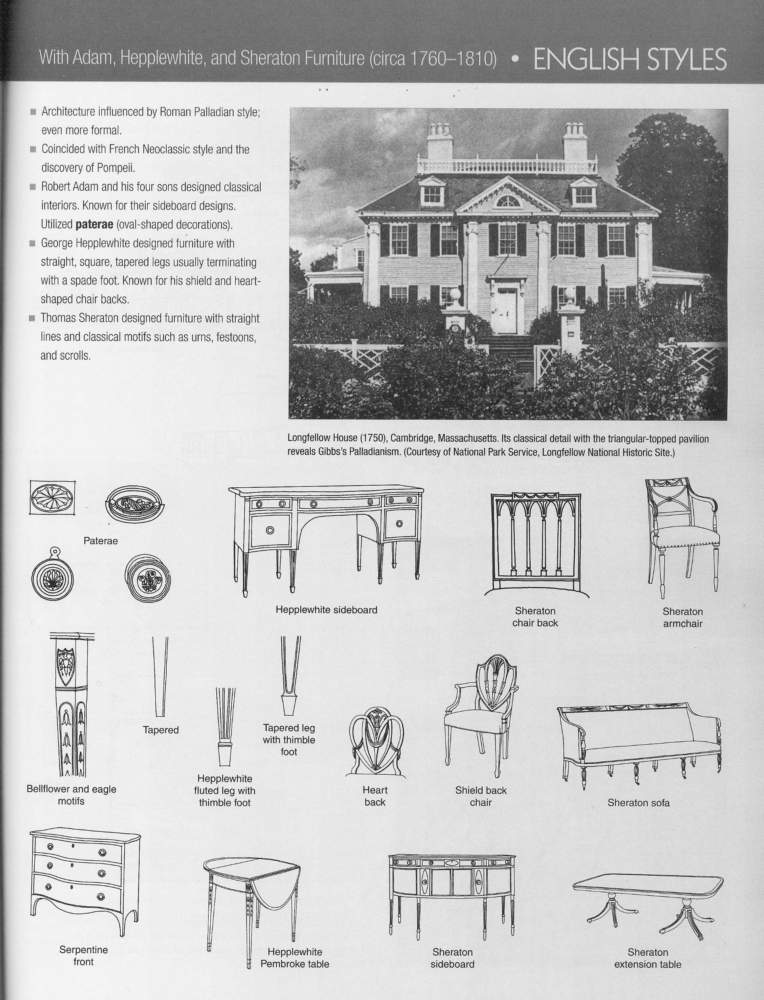 With Adam, Hepplewhite, and Sheraton Furniture (circa 1760–1810) • ENGLISH STYLES
Architecture influenced by Roman Palladian style;
even more formal.
Coincided with French Neoclassic style and the
discovery of Pompeii.
Robert Adam and his four sons designed classical
interiors. Known for their sideboard designs.
Utilized paterae (oval-shaped decorations).
George Hepplewhite designed furniture with
straight, square, tapered legs usually terminating
with a spade foot. Known for his shield and heart-
shaped chair backs.
Thomas Sheraton designed furniture with straight
lines and classical motifs such as urns, festoons,
and scrolls.
Longfellow House (1750), Cambridge, Massachusetts. Its classical detail with the triangular-topped pavilion
reveals Gibbs's Palladianism. (Courtesy of National Park Service, Longfellow National Historic Site.)
Paterae
Hepplewhite sideboard
Sheraton
chair back
Sheraton
armchair
Bellflower and eagle
motifs
Tapered
Hepplewhite
fluted leg with
thimble foot
Tapered leg
with thimble
foot
Heart
back
Shield back
chair
Sheraton sofa
Serpentine
front
Hepplewhite
Pembroke table
Sheraton
sideboard
Sheraton
extension table